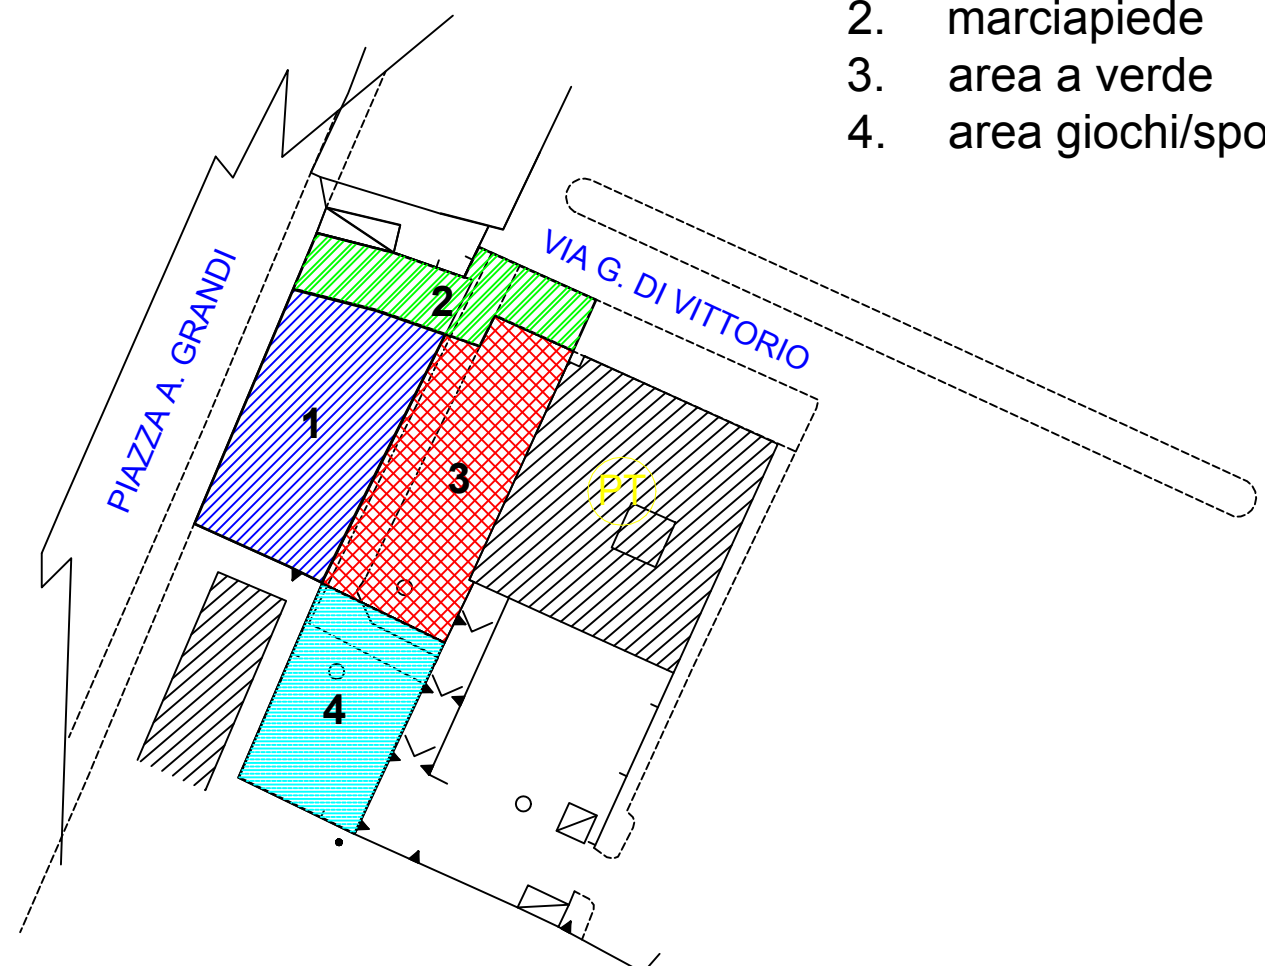 2. marciapiede
3. area a verde
4. area giochi/spo
VIA G. DI VITTORIO
PIAZZA A. GRANDI
2
1
3
PT
4